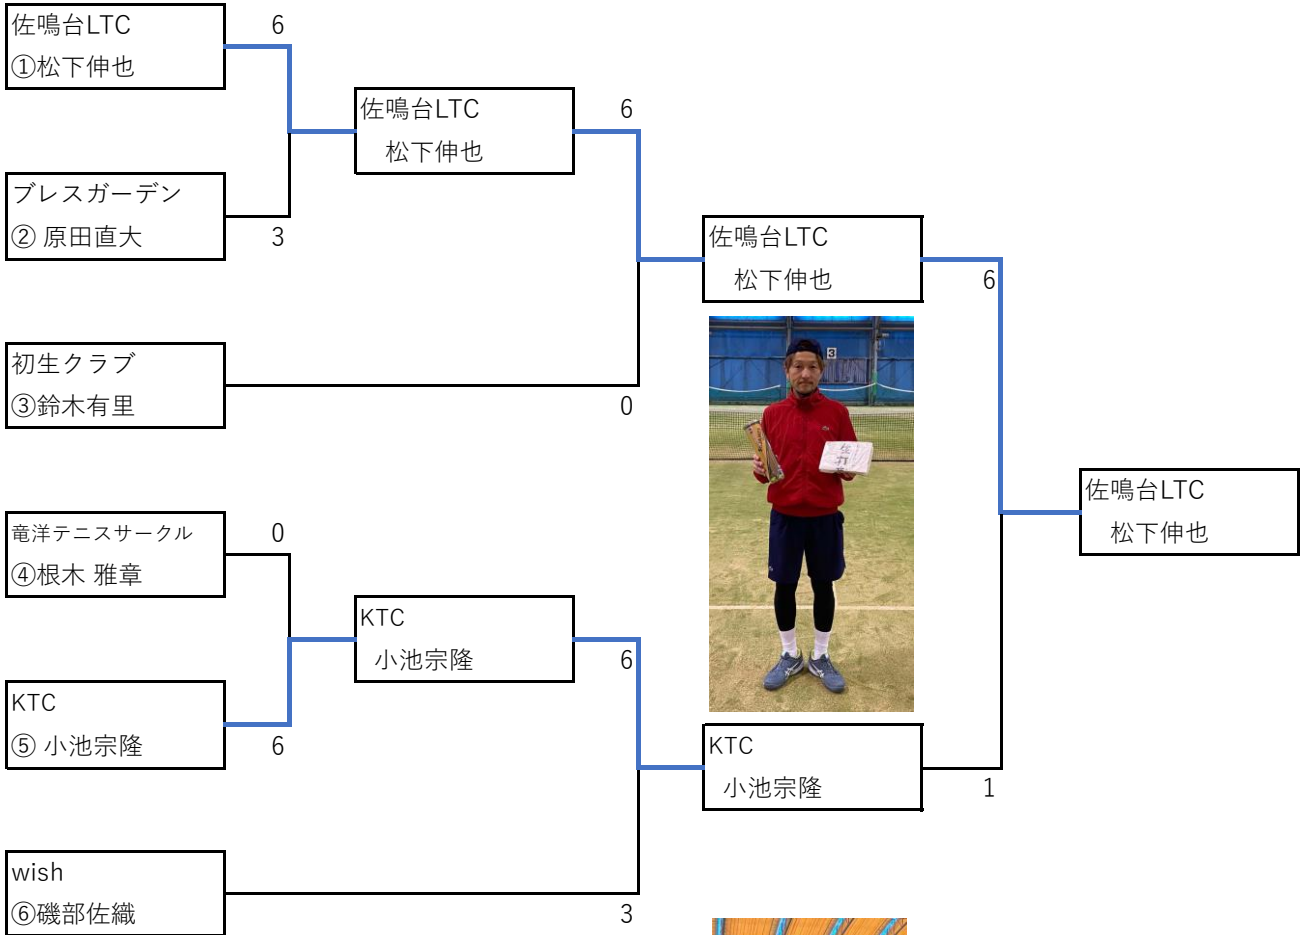 佐鳴台LTC
①松下伸也
6
ブレスガーデン
② 原田直大
3
佐鳴台LTC
松下伸也
6
初生クラブ
③鈴木有里
0
佐鳴台LTC
松下伸也
6
3
竜洋テニスサークル
④根木 雅章
0
KTC
⑤ 小池宗隆
6
KTC
小池宗隆
6
wish
⑥磯部佐織
3
KTC
小池宗隆
1
佐鳴台LTC
松下伸也